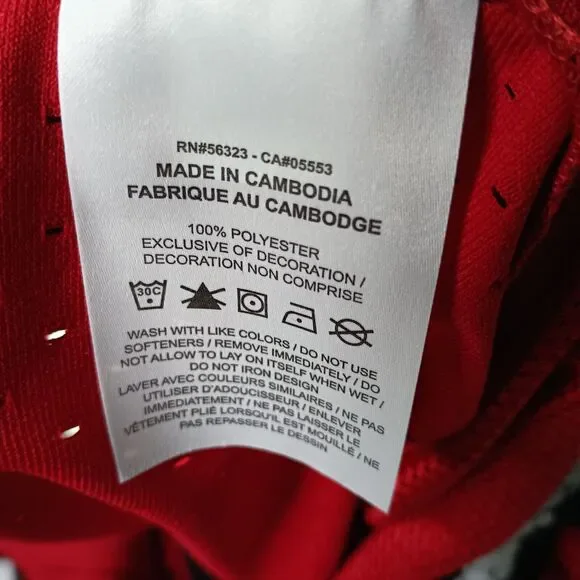 RN#56323 - CA#05553
MADE IN CAMBODIA
FABRIQUE AU CAMBODGE
100% POLYESTER
EXCLUSIVE OF DECORATION /
DECORATION NON COMPRISE
30C
WASH WITH LIKE COLORS / DO NOT USE
SOFTENERS / REMOVE IMMEDIATELY / DO
NOT ALLOW TO LAY ON ITSELF WHEN WET /
DO NOT IRON DESIGN
LAVER AVEC COULEURS SIMILAIRES / NE PAS
UTILISER D'ADOUCISSEUR / ENLEVER
IMMÉDIATEMENT / NE PAS LAISSER LE
VÊTEMENT PLIÉ LORSQU'IL EST MOUILLÉ / NE
PAS REPASSER LE DESSIN